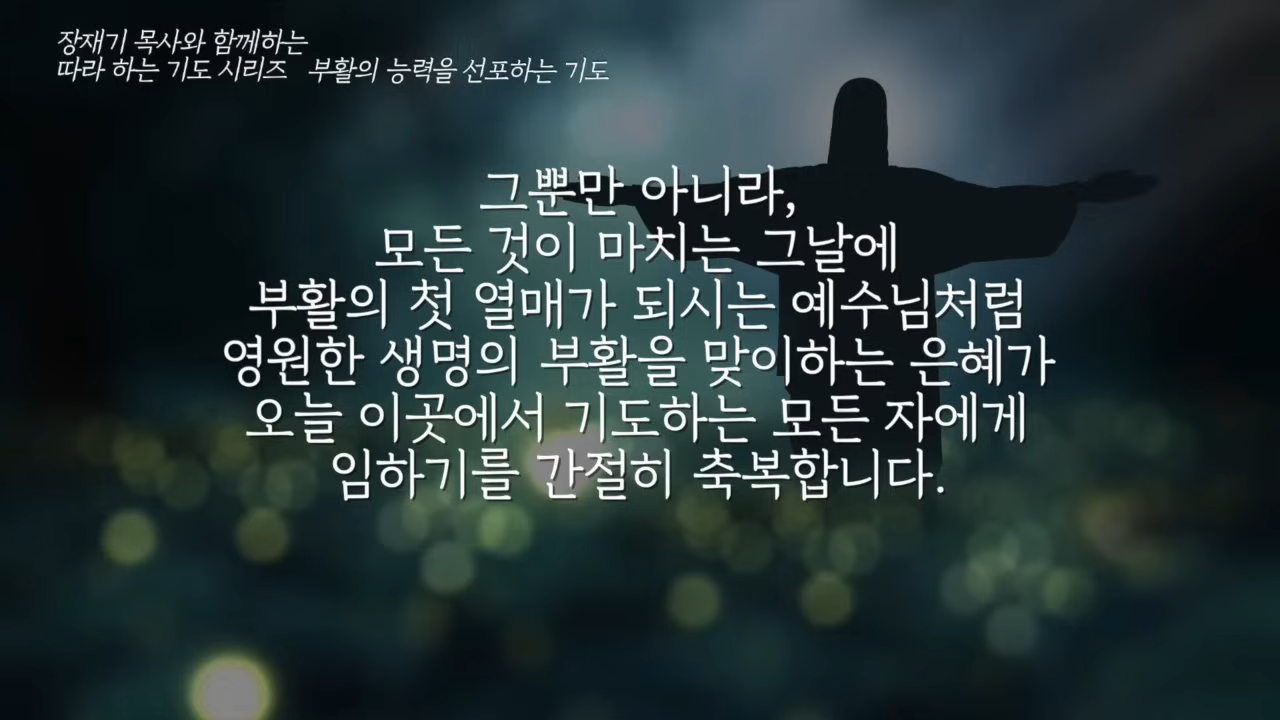 장재기 목사와 함께하는
따라 하는 기도 시리즈 부활의 능력을 선포하는 기도
그뿐만 아니라,
모든 것이 마치는 그날에
부활의 첫 열매가 되시는 예수님처럼
영원한 생명의 부활을 맞이하는 은혜가
오늘 이곳에서 기도하는 모든 자에게
임하기를 간절히 축복합니다.